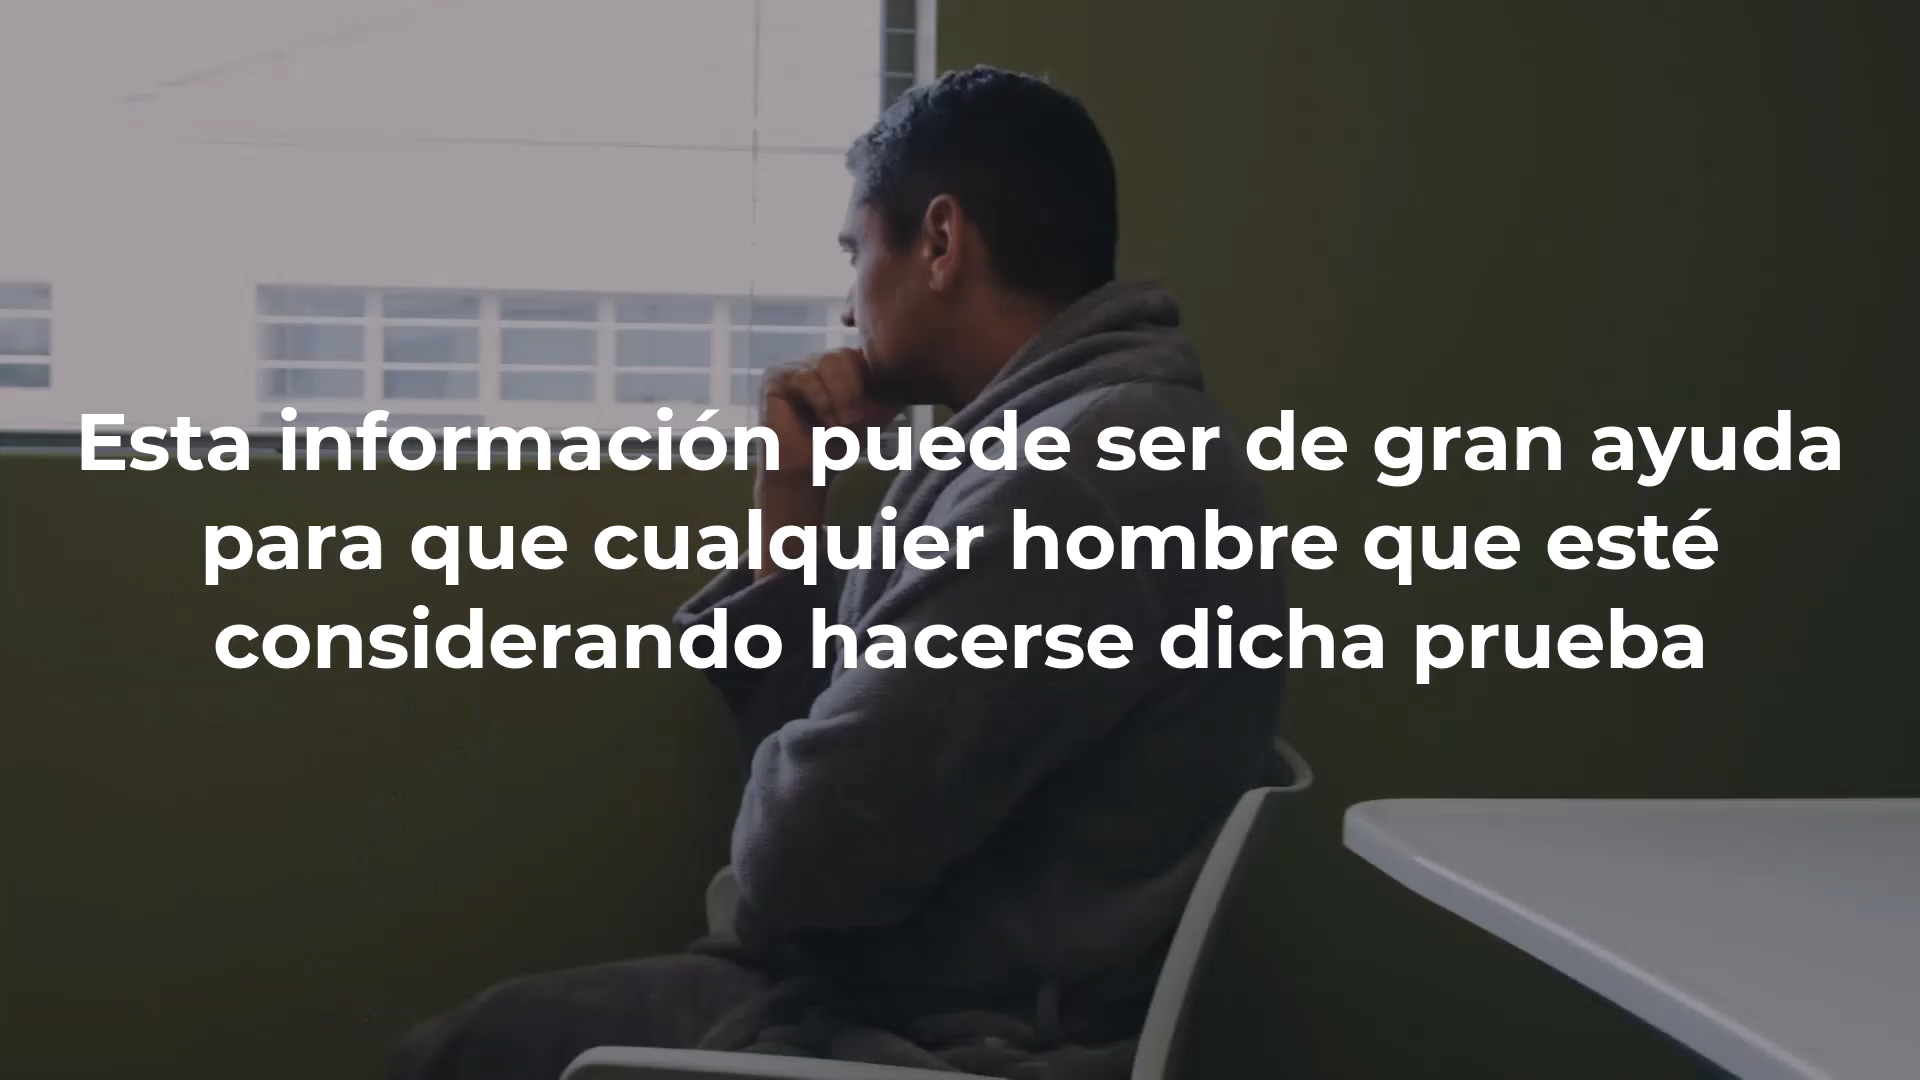 Esta información puede ser de gran ayuda
para que cualquier hombre que esté
considerando hacerse dicha prueba